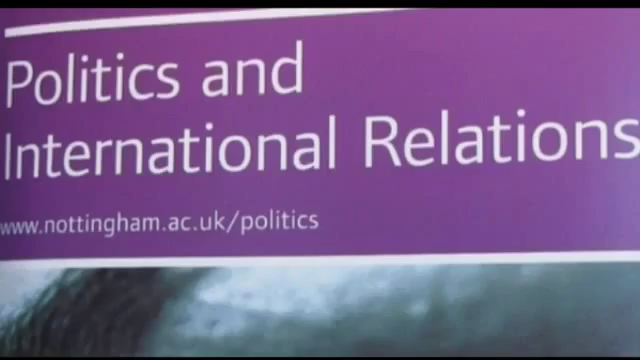 Politics and
International Relations
www.nottingham.ac.uk/politics